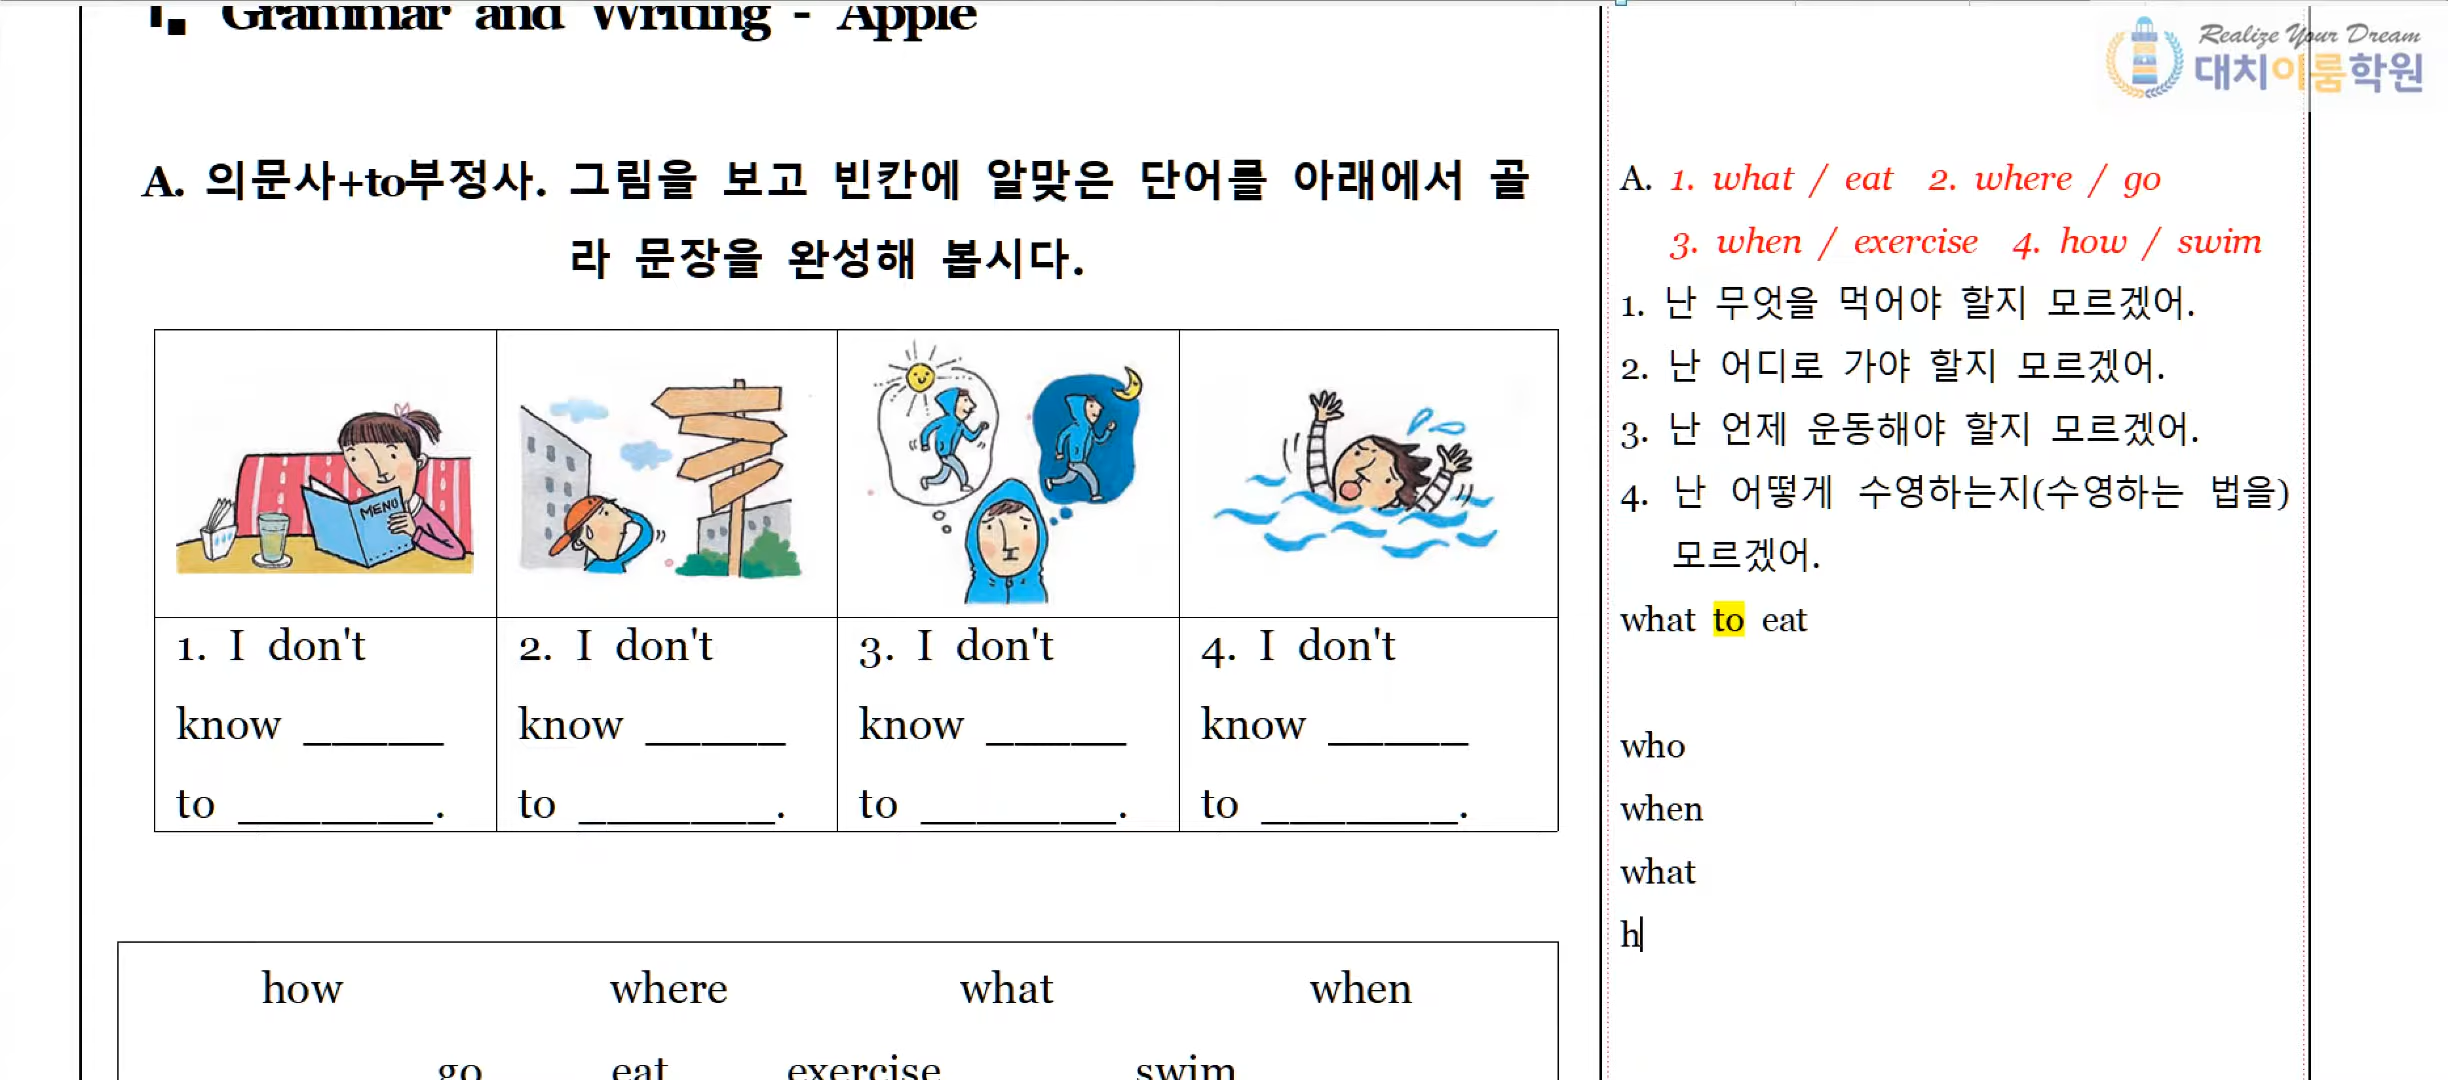 Grammar and Writing - Apple
Realize Your Dream
대치이룸학원
A. 의문사+to부정사. 그림을 보고 빈칸에 알맞은 단어를 아래에서 골
라 문장을 완성해 봅시다.
MENU
1. I don't
know _____
to _______.
2. I don't
know _____
to _______.
3. I don't
know _____
to _______.
4. I don't
know _____
to _______.
how where what when
go eat exercise swim
A. 1. what / eat 2. where / go
3. when / exercise 4. how / swim
1. 난 무엇을 먹어야 할지 모르겠어.
2. 난 어디로 가야 할지 모르겠어.
3. 난 언제 운동해야 할지 모르겠어.
4. 난 어떻게 수영하는지(수영하는 법을)
모르겠어.
what to eat
who
when
what
h